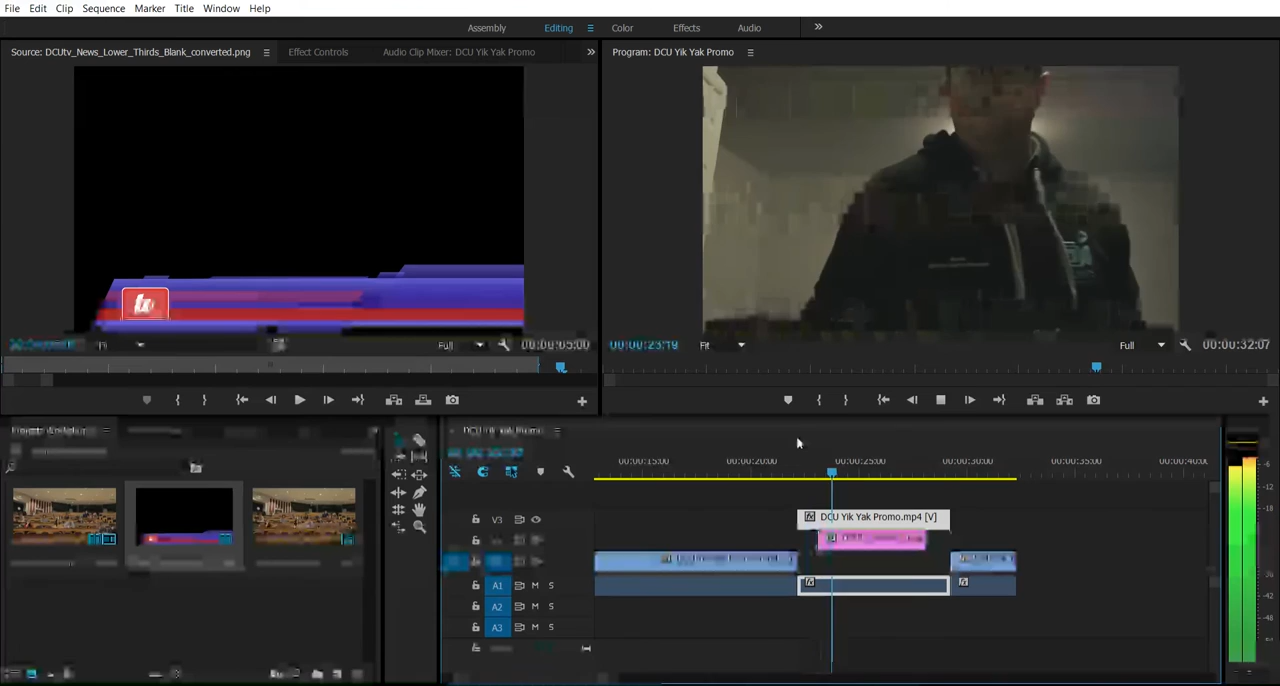 File Edit Clip Sequence Marker Title Window Help
Assembly Editing Color Effects Audio
Source: DCUtv_News_Lower_Thirds_Blank_converted.png Effect Controls Audio Clip Mixer: DCU Yik Yak Promo
Program: DCU Yik Yak Promo
Full 00:00:05:00
00:00:23:19 Fit Full 00:00:32:07
00:00:15:00 00:00:20:00 00:00:25:00 00:00:30:00 00:00:35:00 00:00:40:00
V3 DCU Yik Yak Promo.mp4 [V]
A1 M S
A2 M S
A3 M S